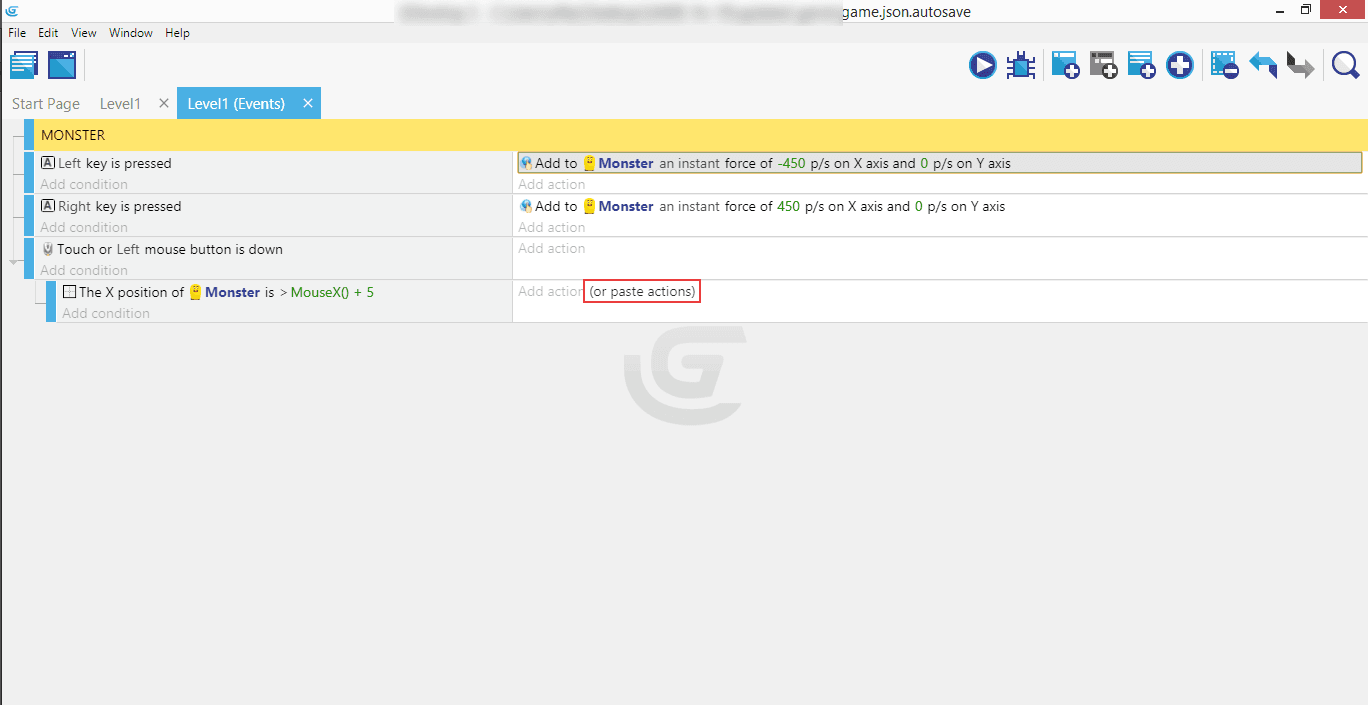 game.json.autosave
File Edit View Window Help
Start Page Level1 Level1 (Events)
MONSTER
A Left key is pressed
Add to Monster an instant force of -450 p/s on X axis and 0 p/s on Y axis
Add condition
Add action
A Right key is pressed
Add to Monster an instant force of 450 p/s on X axis and 0 p/s on Y axis
Add condition
Add action
Touch or Left mouse button is down
Add action
Add condition
The X position of Monster is > MouseX() + 5
Add action (or paste actions)
Add condition